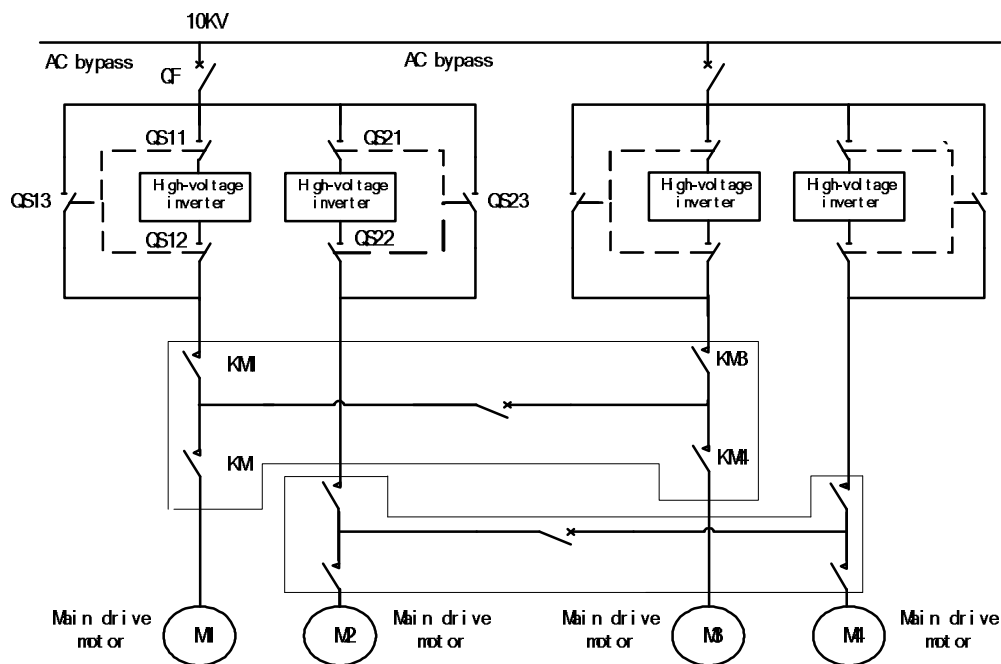 10KV
AC bypass
AC bypass
QF
QS11
QS21
High-voltage
inverter
High-voltage
inverter
High-voltage
inverter
High-voltage
inverter
QS13
QS23
QS12
QS22
KM1
KM3
KM
KM4
Main drive
motor
M1
M2
Main drive
motor
Main drive
motor
M3
M4
Main drive
motor